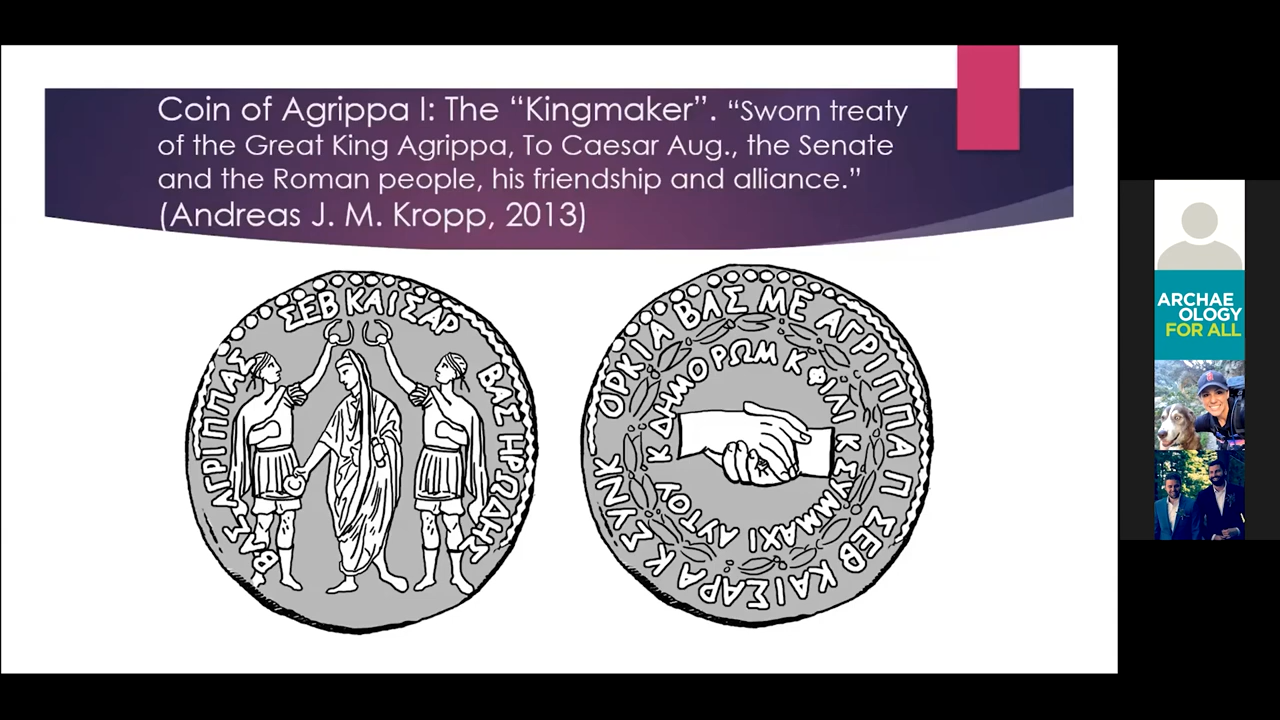 Coin of Agrippa I: The “Kingmaker”. “Sworn treaty
of the Great King Agrippa, To Caesar Aug., the Senate
and the Roman people, his friendship and alliance.”
(Andreas J. M. Kropp, 2013)
ΒΑΣ ΑΓΡΙΠΠΑΣ
ΣΕΒ ΚΑΙΣΑΡ
ΒΑΣ ΗΡΩΔΗΣ
ΟΡΚΙΑ ΒΑΣ ΜΕ ΑΓΡΙΠΠΑ Π ΣΕΒ ΚΑΙΣΑΡΑ Κ ΣΥΝΚ
Κ ΔΗΜΟ ΡΩΜ Κ ΦΙΛΙ Κ ΣΥΜΜΑΧΙ ΑΥΤΟΥ
ARCHAE
OLOGY
FOR ALL